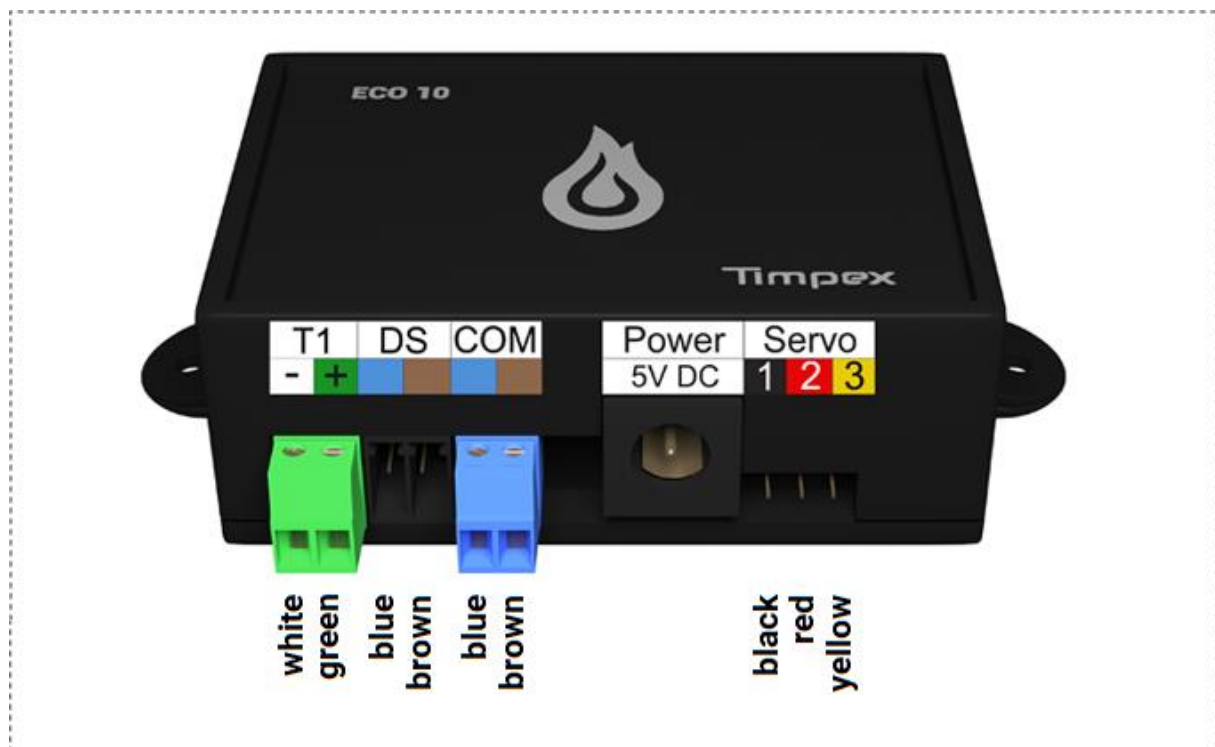 ECO 10
Timpex
T1 DS COM Power Servo
- + 5V DC 1 2 3
white green blue brown blue brown black red yellow